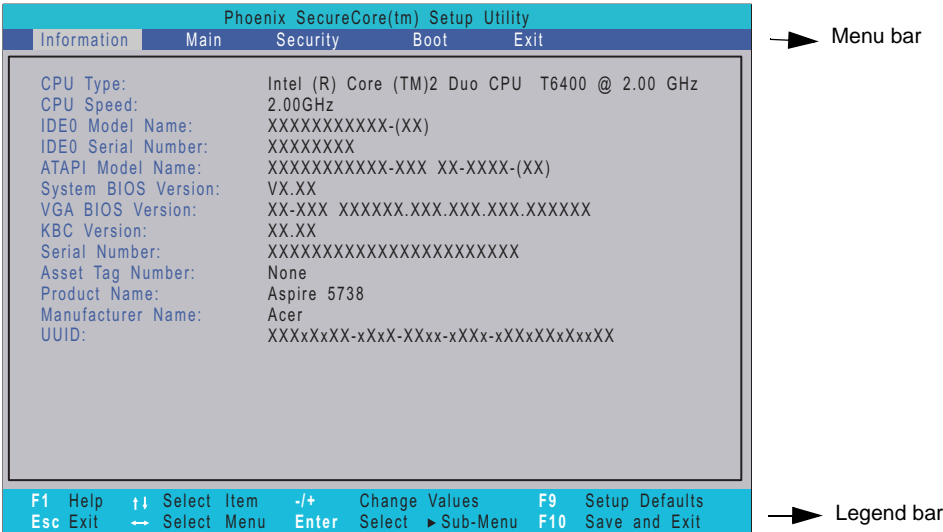 Phoenix SecureCore(tm) Setup Utility
Information Main Security Boot Exit
Menu bar
CPU Type: Intel (R) Core (TM)2 Duo CPU T6400 @ 2.00 GHz
CPU Speed: 2.00GHz
IDE0 Model Name: XXXXXXXXXXX-(XX)
IDE0 Serial Number: XXXXXXXX
ATAPI Model Name: XXXXXXXXXXX-XXX XX-XXXX-(XX)
System BIOS Version: VX.XX
VGA BIOS Version: XX-XXX XXXXXX.XXX.XXX.XXX.XXXXXX
KBC Version: XX.XX
Serial Number: XXXXXXXXXXXXXXXXXXXXXXX
Asset Tag Number: None
Product Name: Aspire 5738
Manufacturer Name: Acer
UUID: XXXxXxXX-xXxX-XXxx-xXXx-xXXxXXxXxxXX
F1 Help ↑↓ Select Item -/+ Change Values F9 Setup Defaults
Esc Exit ↔ Select Menu Enter Select ▸Sub-Menu F10 Save and Exit
Legend bar